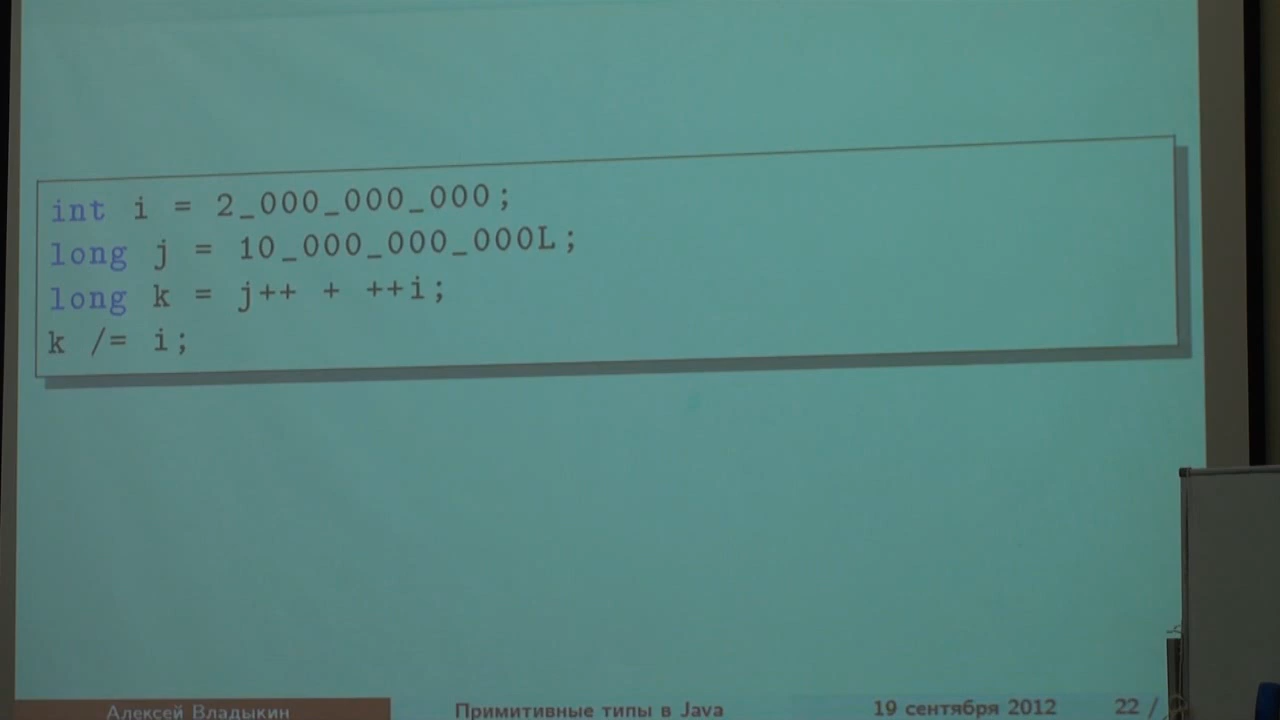 int i = 2_000_000_000;
long j = 10_000_000_000L;
long k = j++ + ++i;
k /= i;
Алексей Владыкин Примитивные типы в Java 19 сентября 2012 22 /